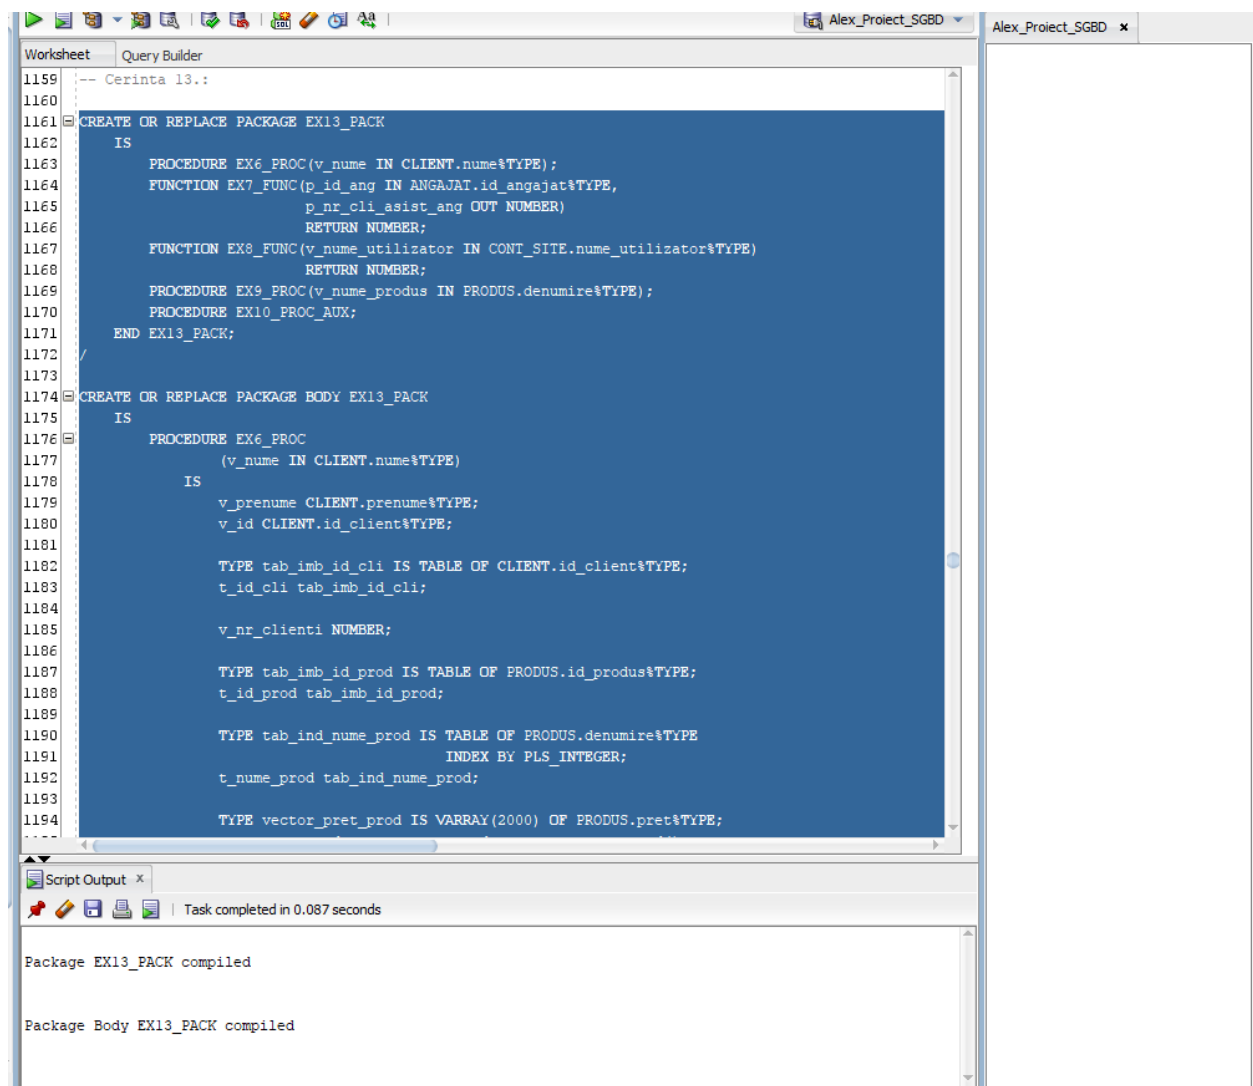 Alex_Proiect_SGBD
Alex_Proiect_SGBD x
Worksheet Query Builder
1159 -- Cerinta 13.:
1160
1161 CREATE OR REPLACE PACKAGE EX13_PACK
1162 IS
1163 PROCEDURE EX6_PROC(v_nume IN CLIENT.nume%TYPE);
1164 FUNCTION EX7_FUNC(p_id_ang IN ANGAJAT.id_angajat%TYPE,
1165 p_nr_cli_asist_ang OUT NUMBER)
1166 RETURN NUMBER;
1167 FUNCTION EX8_FUNC(v_nume_utilizator IN CONT_SITE.nume_utilizator%TYPE)
1168 RETURN NUMBER;
1169 PROCEDURE EX9_PROC(v_nume_produs IN PRODUS.denumire%TYPE);
1170 PROCEDURE EX10_PROC_AUX;
1171 END EX13_PACK;
1172 /
1173
1174 CREATE OR REPLACE PACKAGE BODY EX13_PACK
1175 IS
1176 PROCEDURE EX6_PROC
1177 (v_nume IN CLIENT.nume%TYPE)
1178 IS
1179 v_prenume CLIENT.prenume%TYPE;
1180 v_id CLIENT.id_client%TYPE;
1181
1182 TYPE tab_imb_id_cli IS TABLE OF CLIENT.id_client%TYPE;
1183 t_id_cli tab_imb_id_cli;
1184
1185 v_nr_clienti NUMBER;
1186
1187 TYPE tab_imb_id_prod IS TABLE OF PRODUS.id_produs%TYPE;
1188 t_id_prod tab_imb_id_prod;
1189
1190 TYPE tab_ind_nume_prod IS TABLE OF PRODUS.denumire%TYPE
1191 INDEX BY PLS_INTEGER;
1192 t_nume_prod tab_ind_nume_prod;
1193
1194 TYPE vector_pret_prod IS VARRAY(2000) OF PRODUS.pret%TYPE;
Script Output x
Task completed in 0.087 seconds
Package EX13_PACK compiled
Package Body EX13_PACK compiled